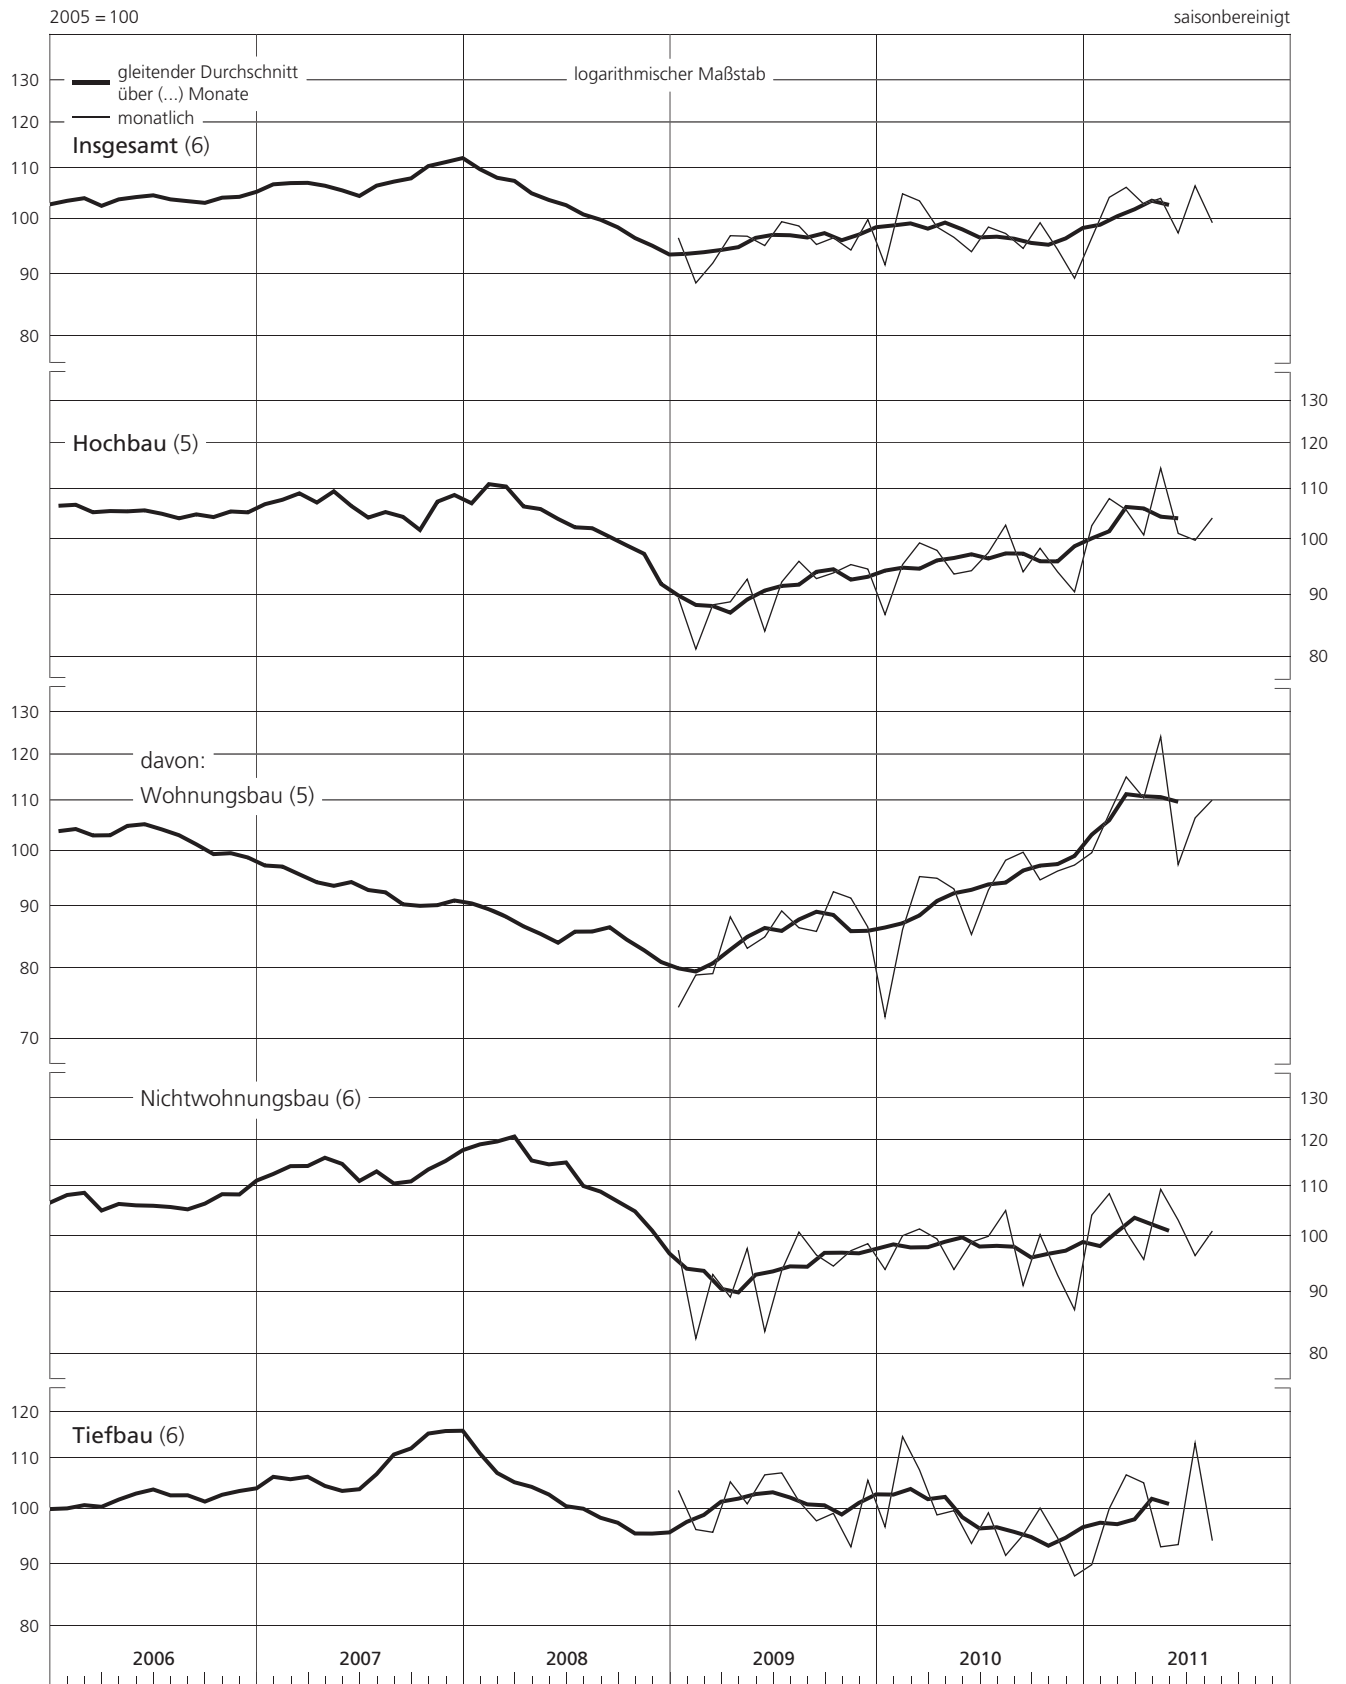 2005 = 100
saisonbereinigt
gleitender Durchschnitt
über (...) Monate
monatlich
logarithmischer Maßstab
Insgesamt (6)
130
120
110
100
90
80
Hochbau (5)
130
120
110
100
90
80
davon:
Wohnungsbau (5)
130
120
110
100
90
80
70
Nichtwohnungsbau (6)
130
120
110
100
90
80
Tiefbau (6)
120
110
100
90
80
2006 2007 2008 2009 2010 2011